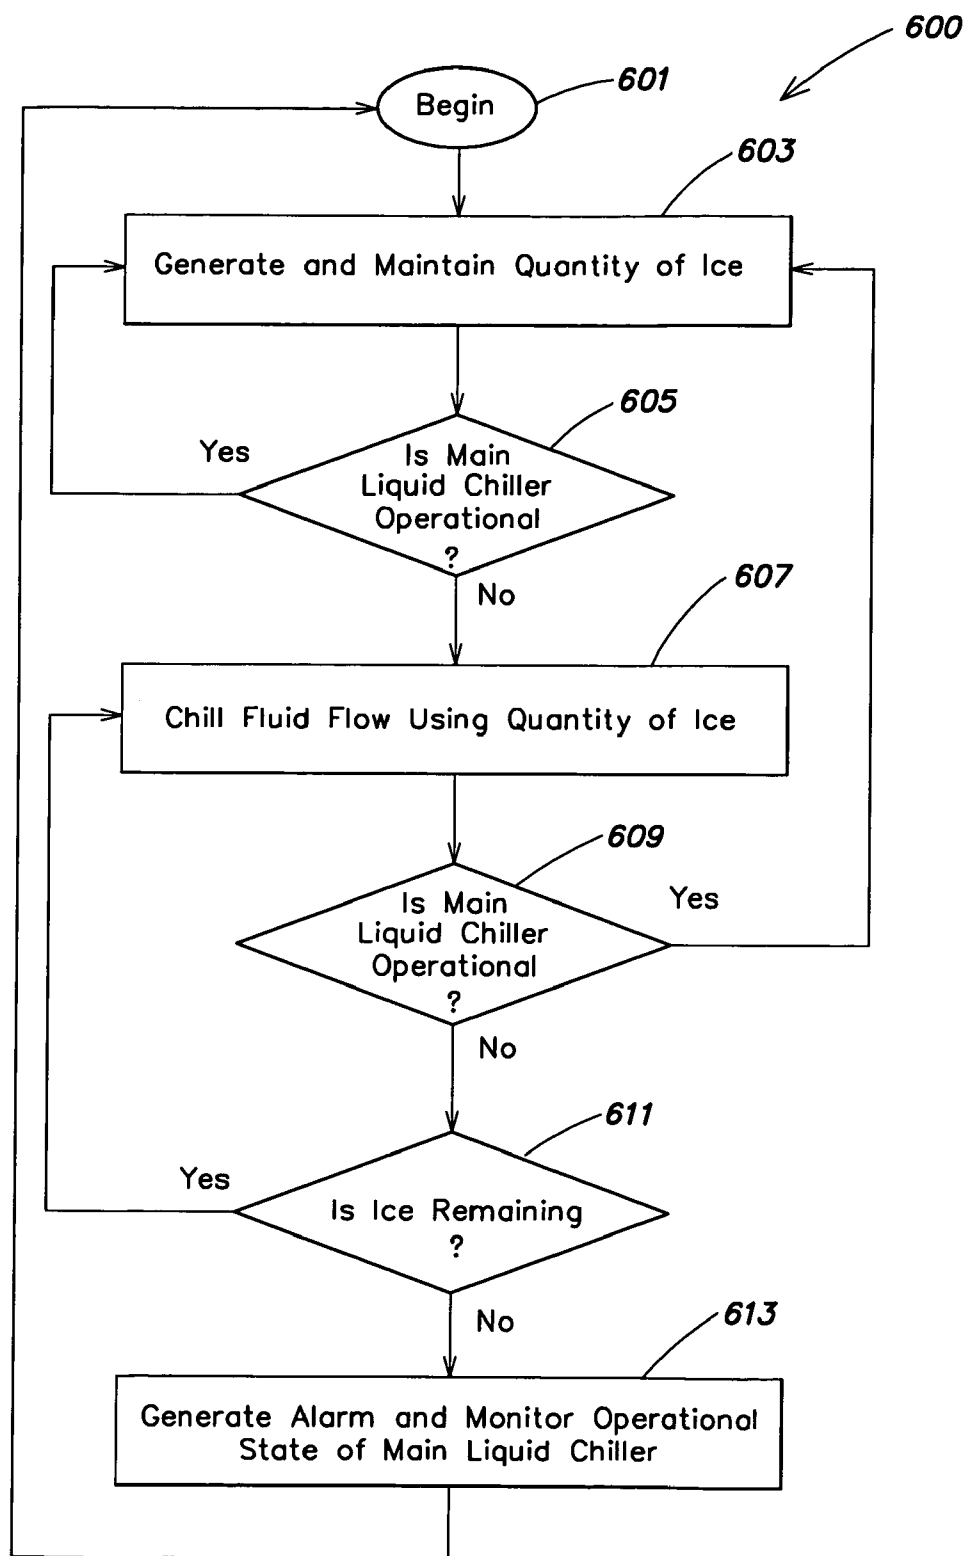 600
Begin
601
603
Generate and Maintain Quantity of Ice
605
Yes
Is Main
Liquid Chiller
Operational
?
No
607
Chill Fluid Flow Using Quantity of Ice
609
Is Main
Liquid Chiller
Operational
?
Yes
No
611
Yes
Is Ice Remaining
?
No
613
Generate Alarm and Monitor Operational
State of Main Liquid Chiller